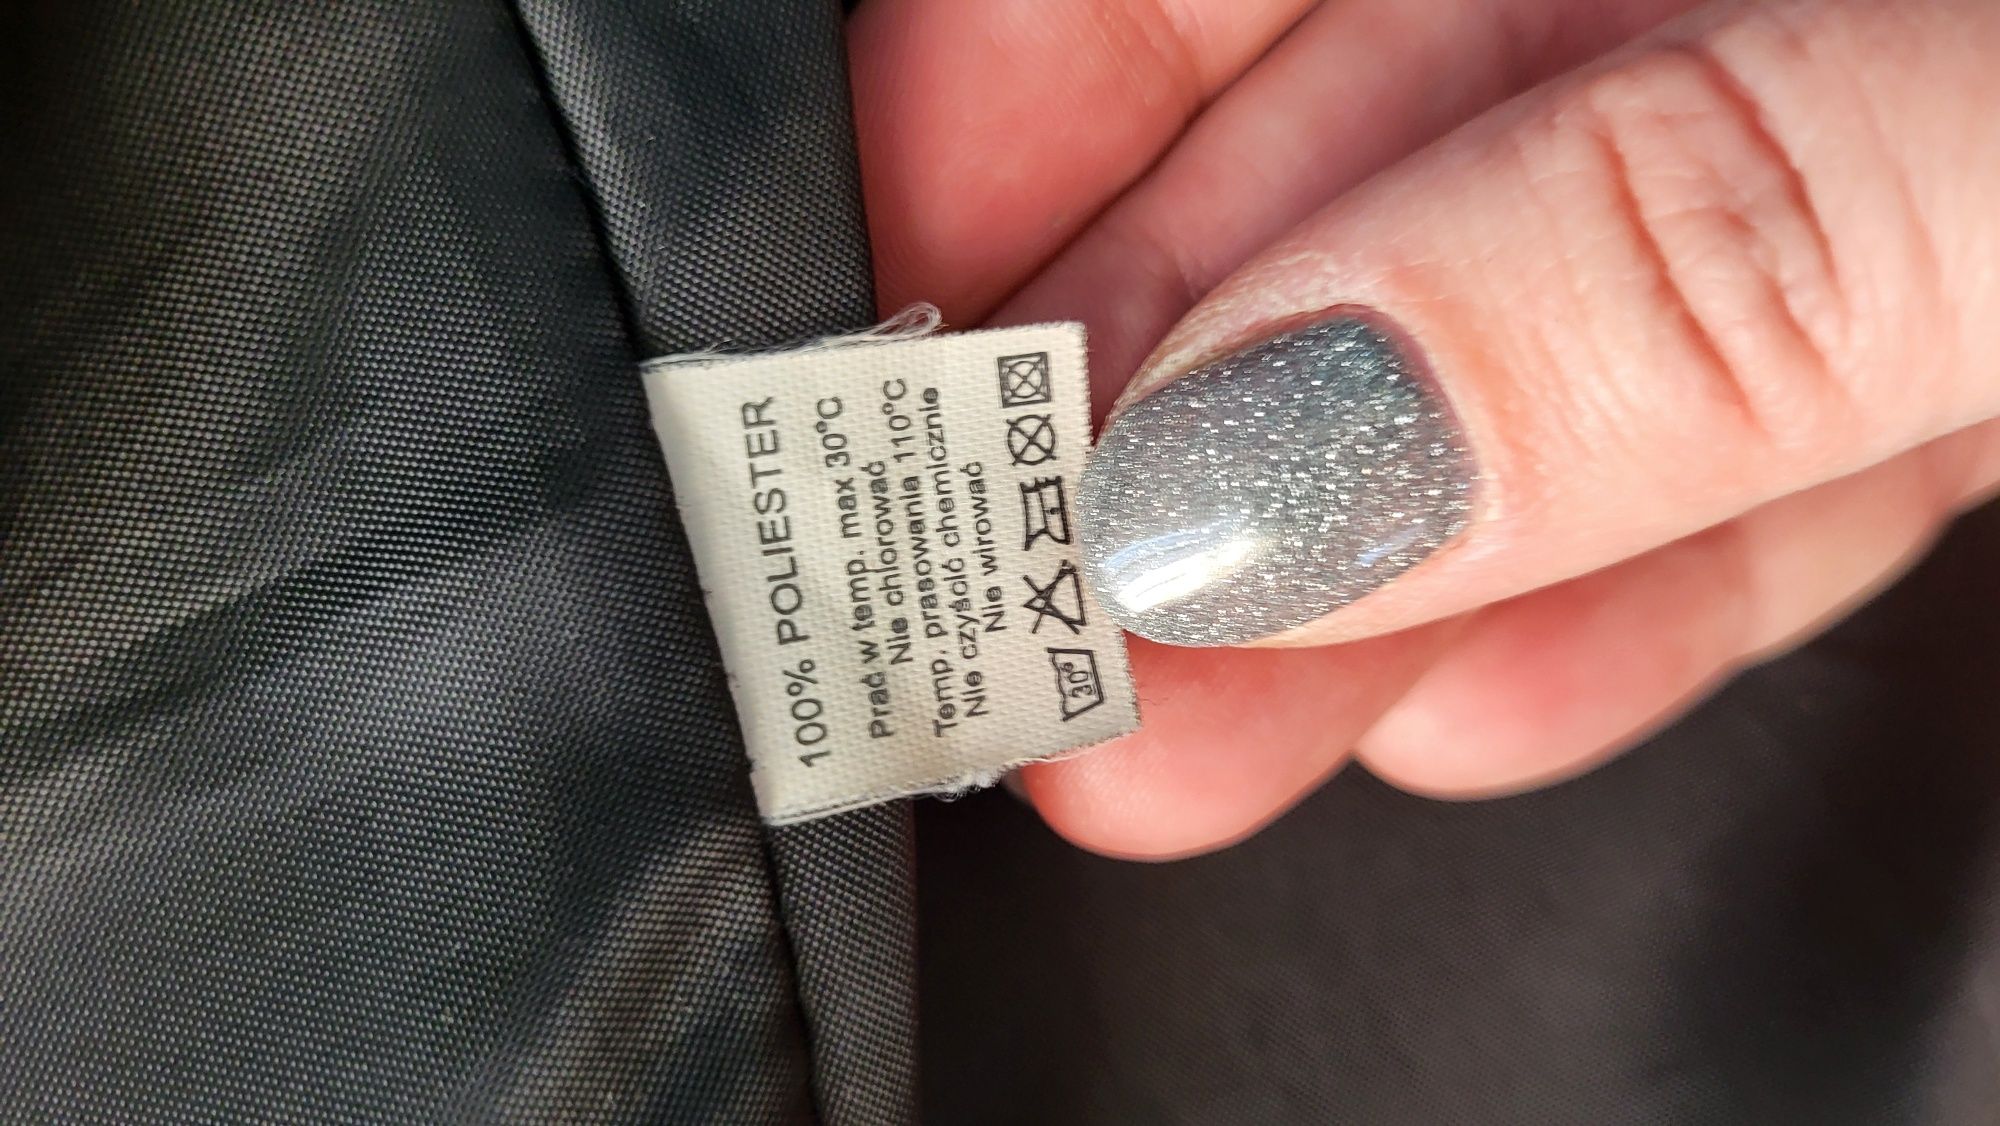 100% POLIESTER
Prać w temp. max 30°C
Nie chlorować
Temp. prasowania 110°C
Nie czyścić chemicznie
Nie wirować
30°